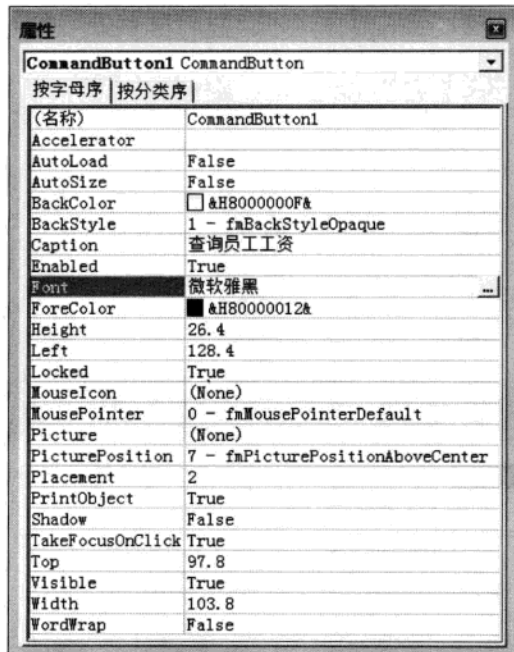 属性
CommandButton1 CommandButton
按字母序 按分类序
(名称) CommandButton1
Accelerator
AutoLoad False
AutoSize False
BackColor &H8000000F&
BackStyle 1 - fmBackStyleOpaque
Caption 查询员工工资
Enabled True
Font 微软雅黑 ...
ForeColor &H80000012&
Height 26.4
Left 128.4
Locked True
MouseIcon (None)
MousePointer 0 - fmMousePointerDefault
Picture (None)
PicturePosition 7 - fmPicturePositionAboveCenter
Placement 2
PrintObject True
Shadow False
TakeFocusOnClick True
Top 97.8
Visible True
Width 103.8
WordWrap False